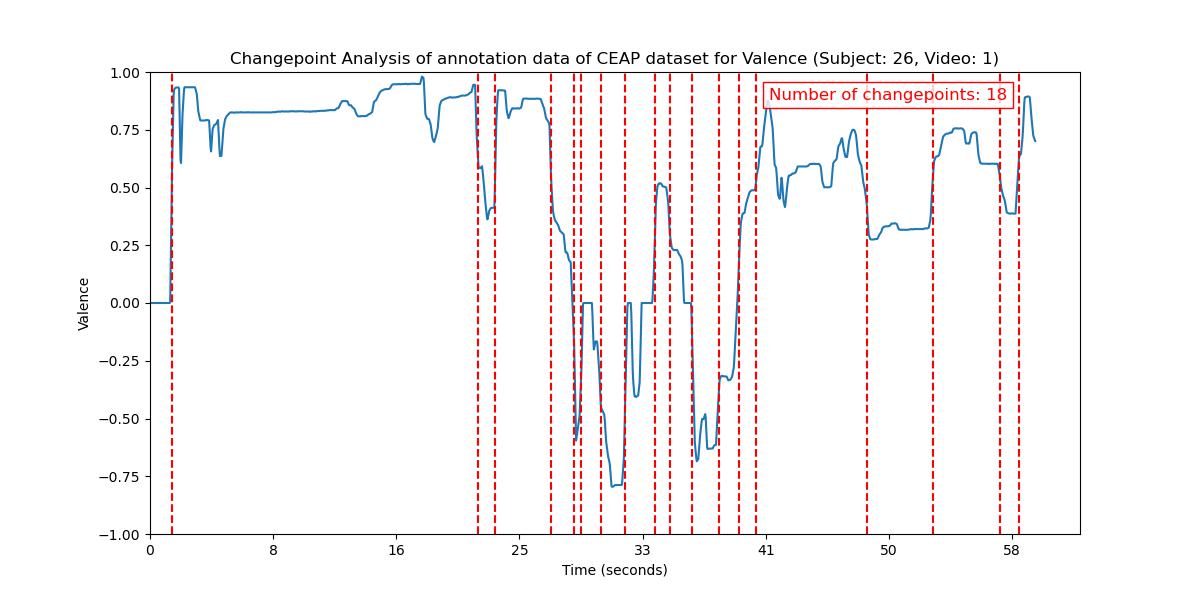 Changepoint Analysis of annotation data of CEAP dataset for Valence (Subject: 26, Video: 1)
Number of changepoints: 18
Valence
1.00
0.75
0.50
0.25
0.00
−0.25
−0.50
−0.75
−1.00
0 8 16 25 33 41 50 58
Time (seconds)